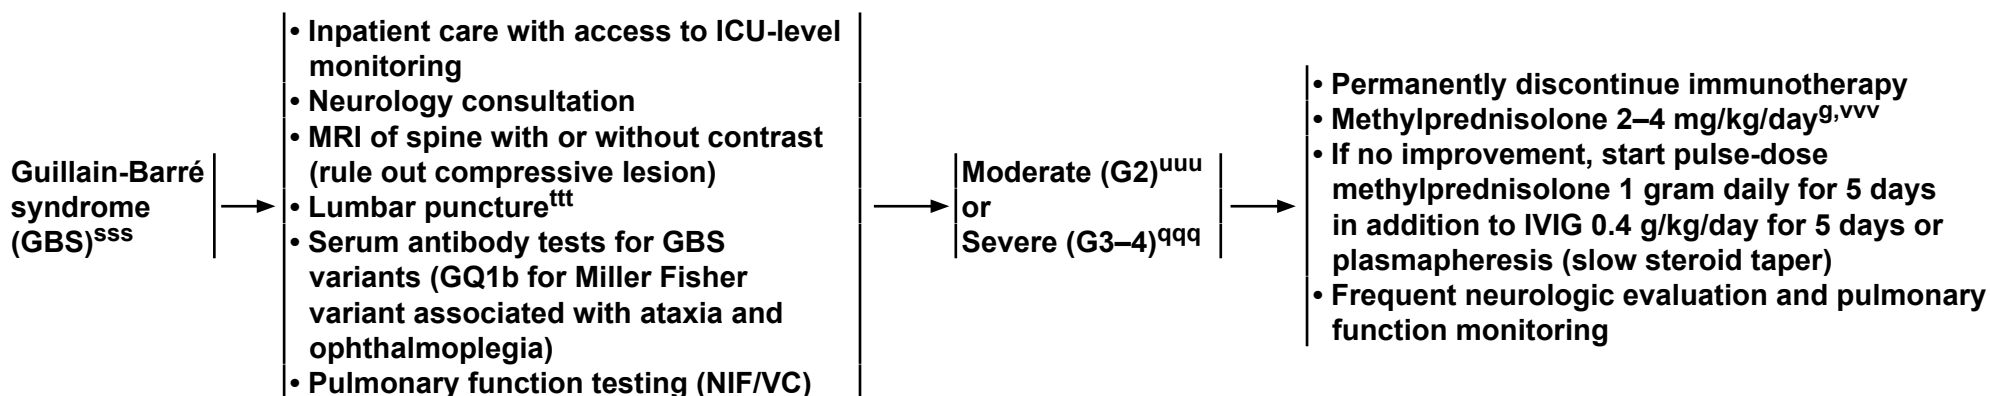 Guillain-Barré
syndrome
(GBS)sss
• Inpatient care with access to ICU-level
monitoring
• Neurology consultation
• MRI of spine with or without contrast
(rule out compressive lesion)
• Lumbar puncturettt
• Serum antibody tests for GBS
variants (GQ1b for Miller Fisher
variant associated with ataxia and
ophthalmoplegia)
• Pulmonary function testing (NIF/VC)
Moderate (G2)uuu
or
Severe (G3–4)qqq
• Permanently discontinue immunotherapy
• Methylprednisolone 2–4 mg/kg/dayg,vvv
• If no improvement, start pulse-dose
methylprednisolone 1 gram daily for 5 days
in addition to IVIG 0.4 g/kg/day for 5 days or
plasmapheresis (slow steroid taper)
• Frequent neurologic evaluation and pulmonary
function monitoring